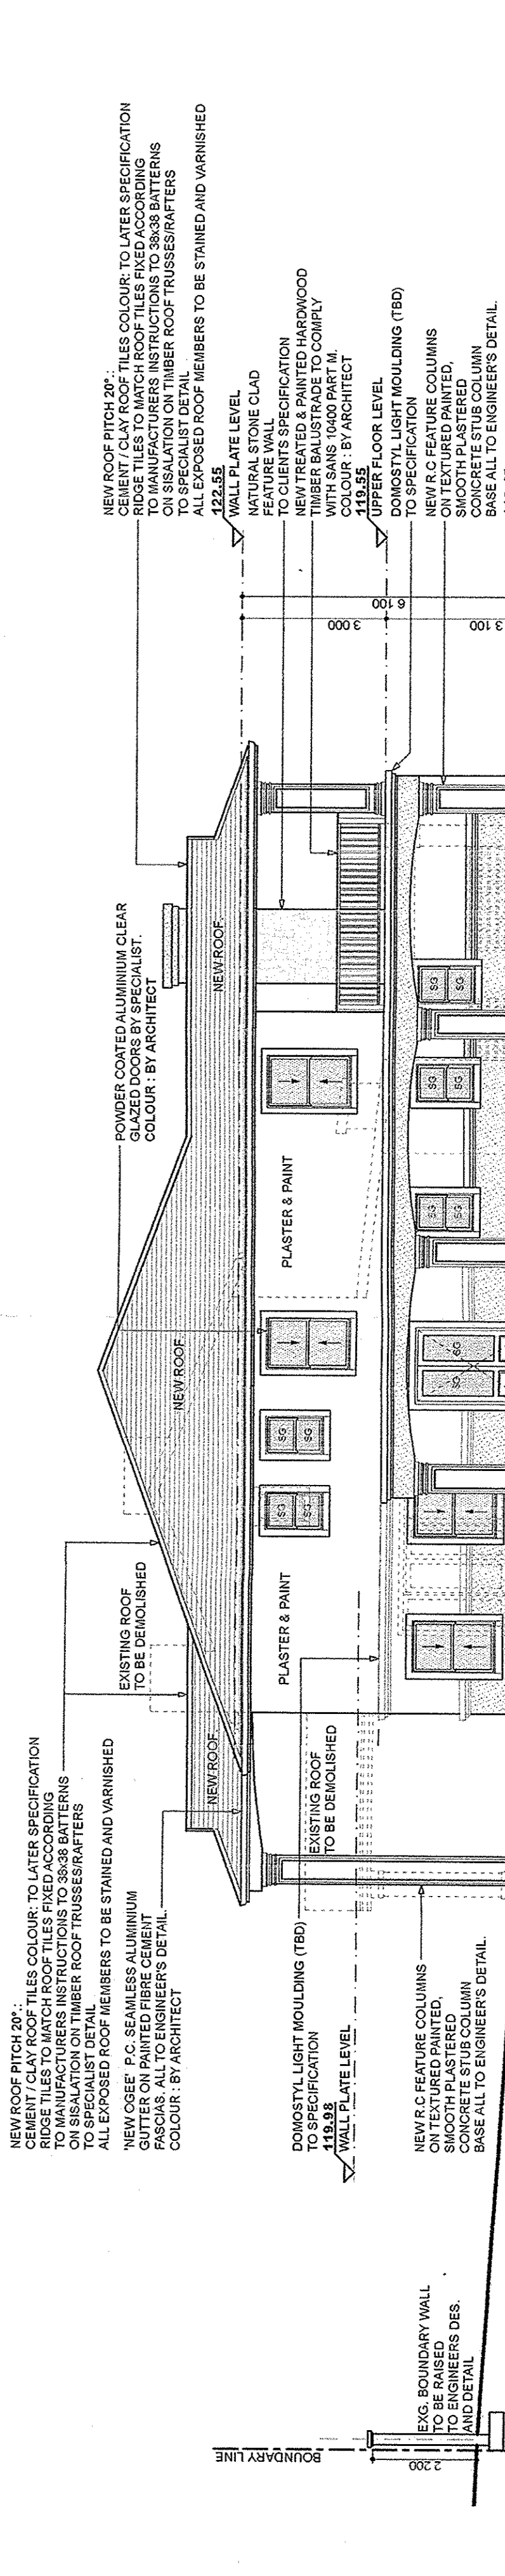 NEW ROOF PITCH 20°.:
CEMENT / CLAY ROOF TILES COLOUR: TO LATER SPECIFICATION
RIDGE TILES TO MATCH ROOF TILES FIXED ACCORDING
TO MANUFACTURERS INSTRUCTIONS TO 38x38 BATTERNS
ON SISALATION ON TIMBER ROOF TRUSSES/RAFTERS
TO SPECIALIST DETAIL
ALL EXPOSED ROOF MEMBERS TO BE STAINED AND VARNISHED
'NEW OGEE' P.C. SEAMLESS ALUMINIUM
GUTTER ON PAINTED FIBRE CEMENT
FASCIAS. ALL TO ENGINEER'S DETAIL.
COLOUR : BY ARCHITECT
DOMOSTYL LIGHT MOULDING (TBD)
TO SPECIFICATION
119.98
WALL PLATE LEVEL
NEW R.C FEATURE COLUMNS
ON TEXTURED PAINTED,
SMOOTH PLASTERED
CONCRETE STUB COLUMN
BASE ALL TO ENGINEER'S DETAIL.
EXG. BOUNDARY WALL
TO BE RAISED
TO ENGINEERS DES.
AND DETAIL
BOUNDARY LINE
2 200
EXISTING ROOF
TO BE DEMOLISHED
EXISTING ROOF
TO BE DEMOLISHED
NEW ROOF
NEW ROOF
NEW ROOF
PLASTER & PAINT
PLASTER & PAINT
SG
SG
SG
SG
SG
SG
SG
SG
SG
SG
SG
SG
POWDER COATED ALUMINIUM CLEAR
GLAZED DOORS BY SPECIALIST.
COLOUR : BY ARCHITECT
NEW ROOF PITCH 20°.:
CEMENT / CLAY ROOF TILES COLOUR: TO LATER SPECIFICATION
RIDGE TILES TO MATCH ROOF TILES FIXED ACCORDING
TO MANUFACTURERS INSTRUCTIONS TO 38x38 BATTERNS
ON SISALATION ON TIMBER ROOF TRUSSES/RAFTERS
TO SPECIALIST DETAIL
ALL EXPOSED ROOF MEMBERS TO BE STAINED AND VARNISHED
122.55
WALL PLATE LEVEL
NATURAL STONE CLAD
FEATURE WALL
TO CLIENTS SPECIFICATION
NEW TREATED & PAINTED HARDWOOD
TIMBER BALUSTRADE TO COMPLY
WITH SANS 10400 PART M.
COLOUR : BY ARCHITECT
119.55
UPPER FLOOR LEVEL
DOMOSTYL LIGHT MOULDING (TBD)
TO SPECIFICATION
NEW R.C FEATURE COLUMNS
ON TEXTURED PAINTED,
SMOOTH PLASTERED
CONCRETE STUB COLUMN
BASE ALL TO ENGINEER'S DETAIL.
3 000
6 100
3 100